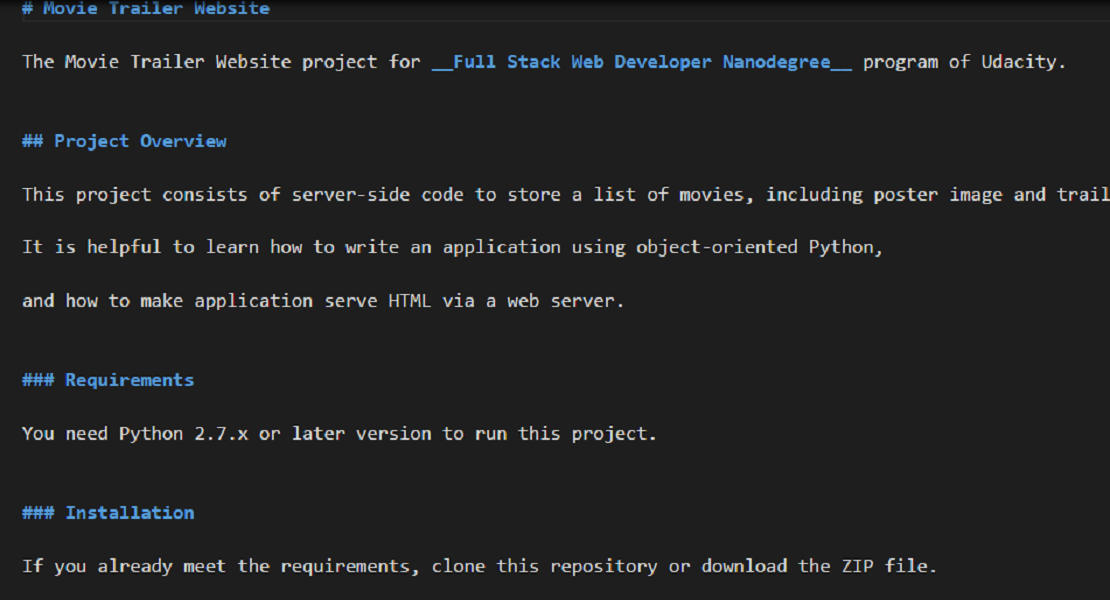 # Movie Trailer Website
The Movie Trailer Website project for __Full Stack Web Developer Nanodegree__ program of Udacity.
## Project Overview
This project consists of server-side code to store a list of movies, including poster image and trail
It is helpful to learn how to write an application using object-oriented Python,
and how to make application serve HTML via a web server.
### Requirements
You need Python 2.7.x or later version to run this project.
### Installation
If you already meet the requirements, clone this repository or download the ZIP file.